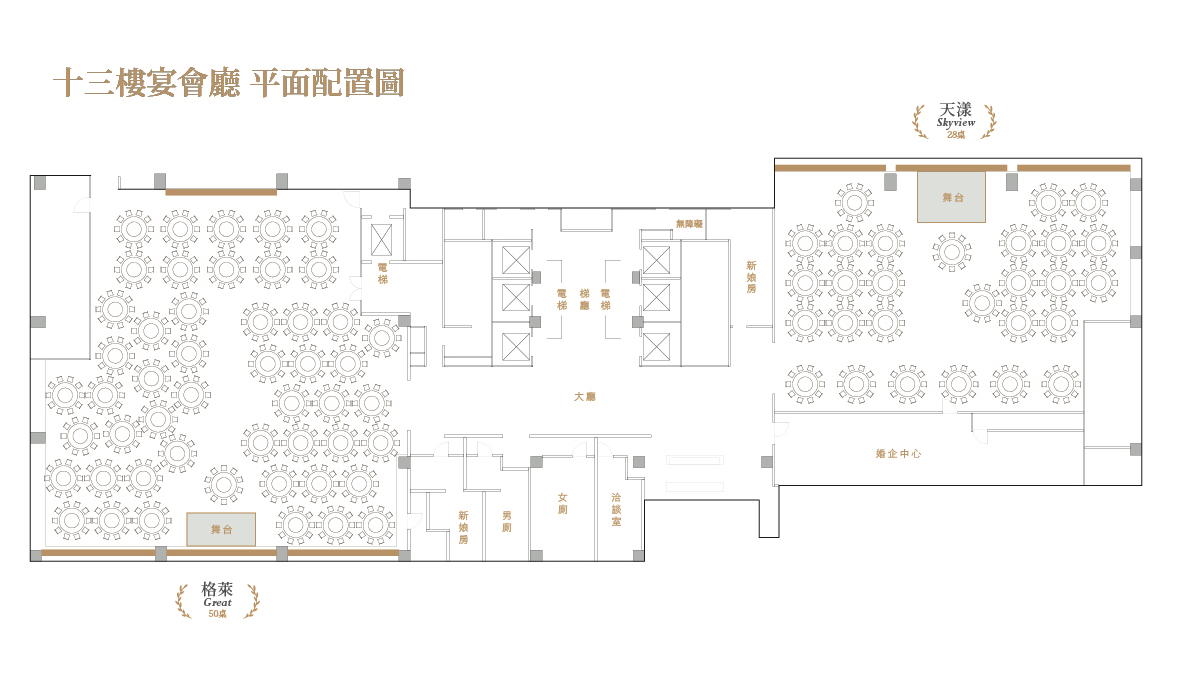 十三樓宴會廳 平面配置圖
天漾
Skyview
28桌
舞台
無障礙
電梯
電梯
梯廳
電梯
新娘房
大廳
婚企中心
新娘房
男廁
女廁
洽談室
舞台
格萊
Great
50桌